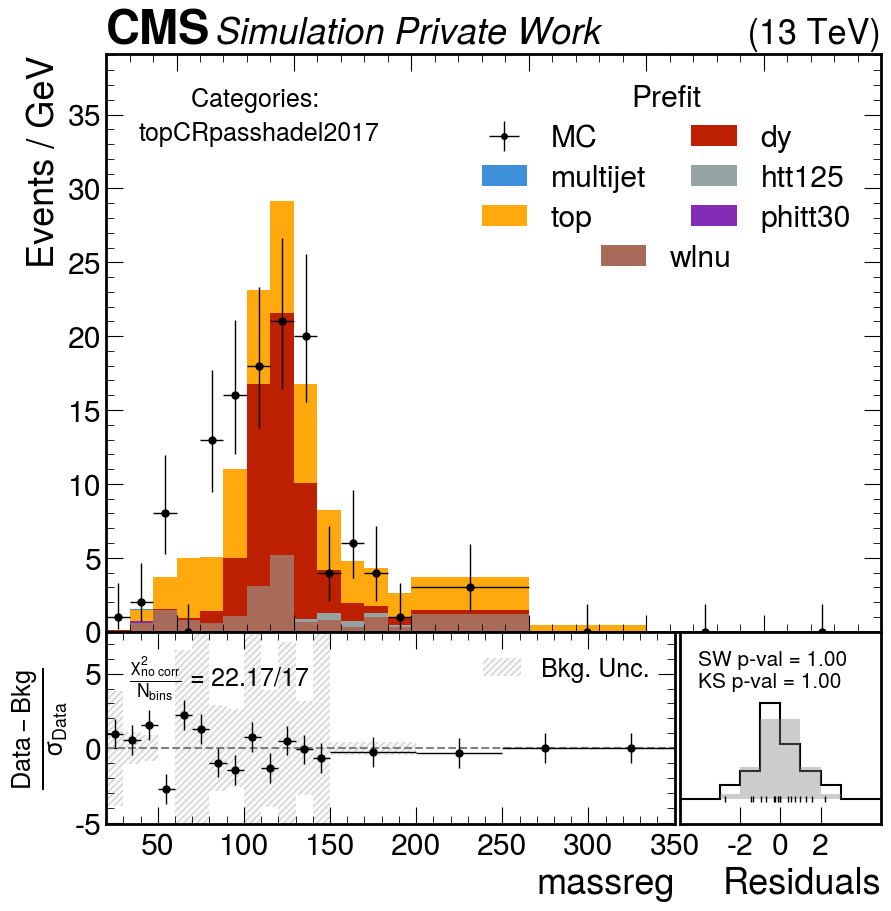 CMS Simulation Private Work (13 TeV)
Events / GeV
35
30
25
20
15
10
5
0
Categories:
topCRpasshadel2017
Prefit
MC dy
multijet htt125
top phitt30
wlnu
Data – Bkg
σData
5
0
-5
χ²no corr
Nbins
= 22.17/17
Bkg. Unc.
SW p-val = 1.00
KS p-val = 1.00
50 100 150 200 250 300 350 -2 0 2
massreg Residuals